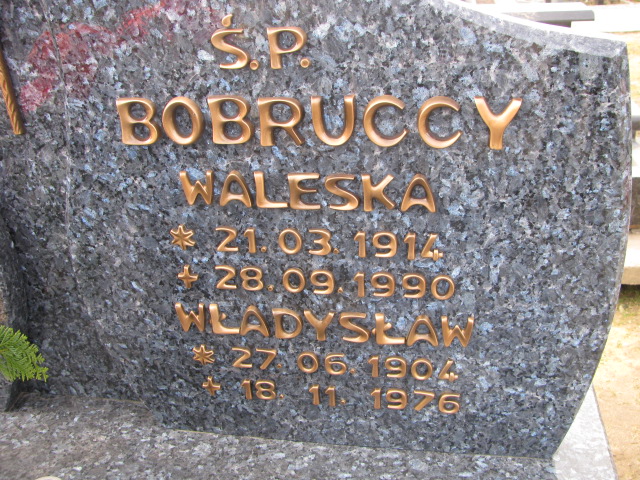 Ś.P.
BOBRUCCY
WALESKA
* 21. 03. 1914
+ 28. 09. 1990
WŁADYSŁAW
* 27. 06. 1904
+ 18. 11. 1976